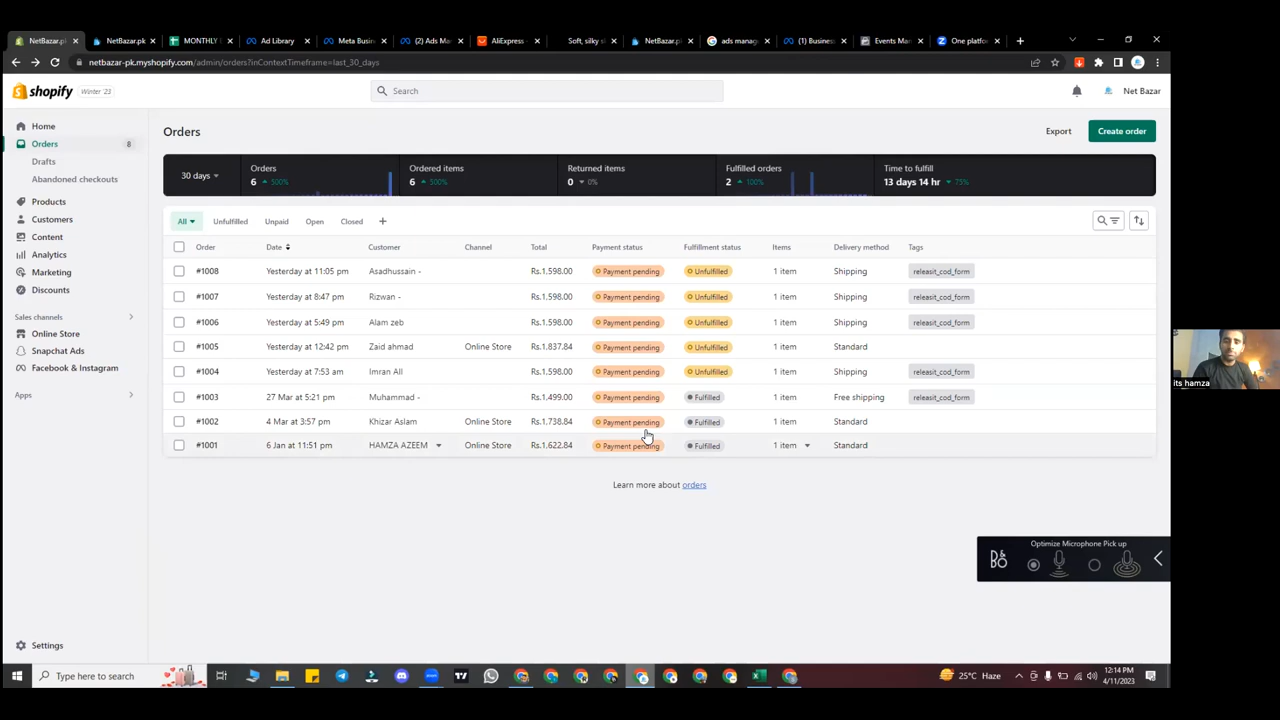 NetBazar.p
NetBazar.pk
MONTHLY
Ad Library
Meta Busin
(2) Ads M
AliExpress
Soft, silky s
NetBazar.p
ads manag
(1) Busines
Events Ma
One platfo
netbazar-pk.myshopify.com/admin/orders?inContextTimeframe=last_30_days
shopify
Winter '23
Search
Net Bazar
Home
Orders
8
Drafts
Abandoned checkouts
Products
Customers
Content
Analytics
Marketing
Discounts
Sales channels
Online Store
Snapchat Ads
Facebook & Instagram
Apps
Settings
Orders
Export
Create order
30 days
Orders
6 500%
Ordered items
6 500%
Returned items
0 0%
Fulfilled orders
2 100%
Time to fulfill
13 days 14 hr 75%
All Unfulfilled Unpaid Open Closed
Order Date Customer Channel Total Payment status Fulfillment status Items Delivery method Tags
#1008 Yesterday at 11:05 pm Asadhussain - Rs.1,598.00 Payment pending Unfulfilled 1 item Shipping releasit_cod_form
#1007 Yesterday at 8:47 pm Rizwan - Rs.1,598.00 Payment pending Unfulfilled 1 item Shipping releasit_cod_form
#1006 Yesterday at 5:49 pm Alam zeb Rs.1,598.00 Payment pending Unfulfilled 1 item Shipping releasit_cod_form
#1005 Yesterday at 12:42 pm Zaid ahmad Online Store Rs.1,837.84 Payment pending Unfulfilled 1 item Standard
#1004 Yesterday at 7:53 am Imran All Rs.1,598.00 Payment pending Unfulfilled 1 item Shipping releasit_cod_form
#1003 27 Mar at 5:21 pm Muhammad - Rs.1,499.00 Payment pending Fulfilled 1 item Free shipping releasit_cod_form
#1002 4 Mar at 3:57 pm Khizar Aslam Online Store Rs.1,738.84 Payment pending Fulfilled 1 item Standard
#1001 6 Jan at 11:51 pm HAMZA AZEEM Online Store Rs.1,622.84 Payment pending Fulfilled 1 item Standard
Learn more about orders
Optimize Microphone Pick up
B&O
its hamza
Type here to search
25°C Haze
12:14 PM
4/11/2023